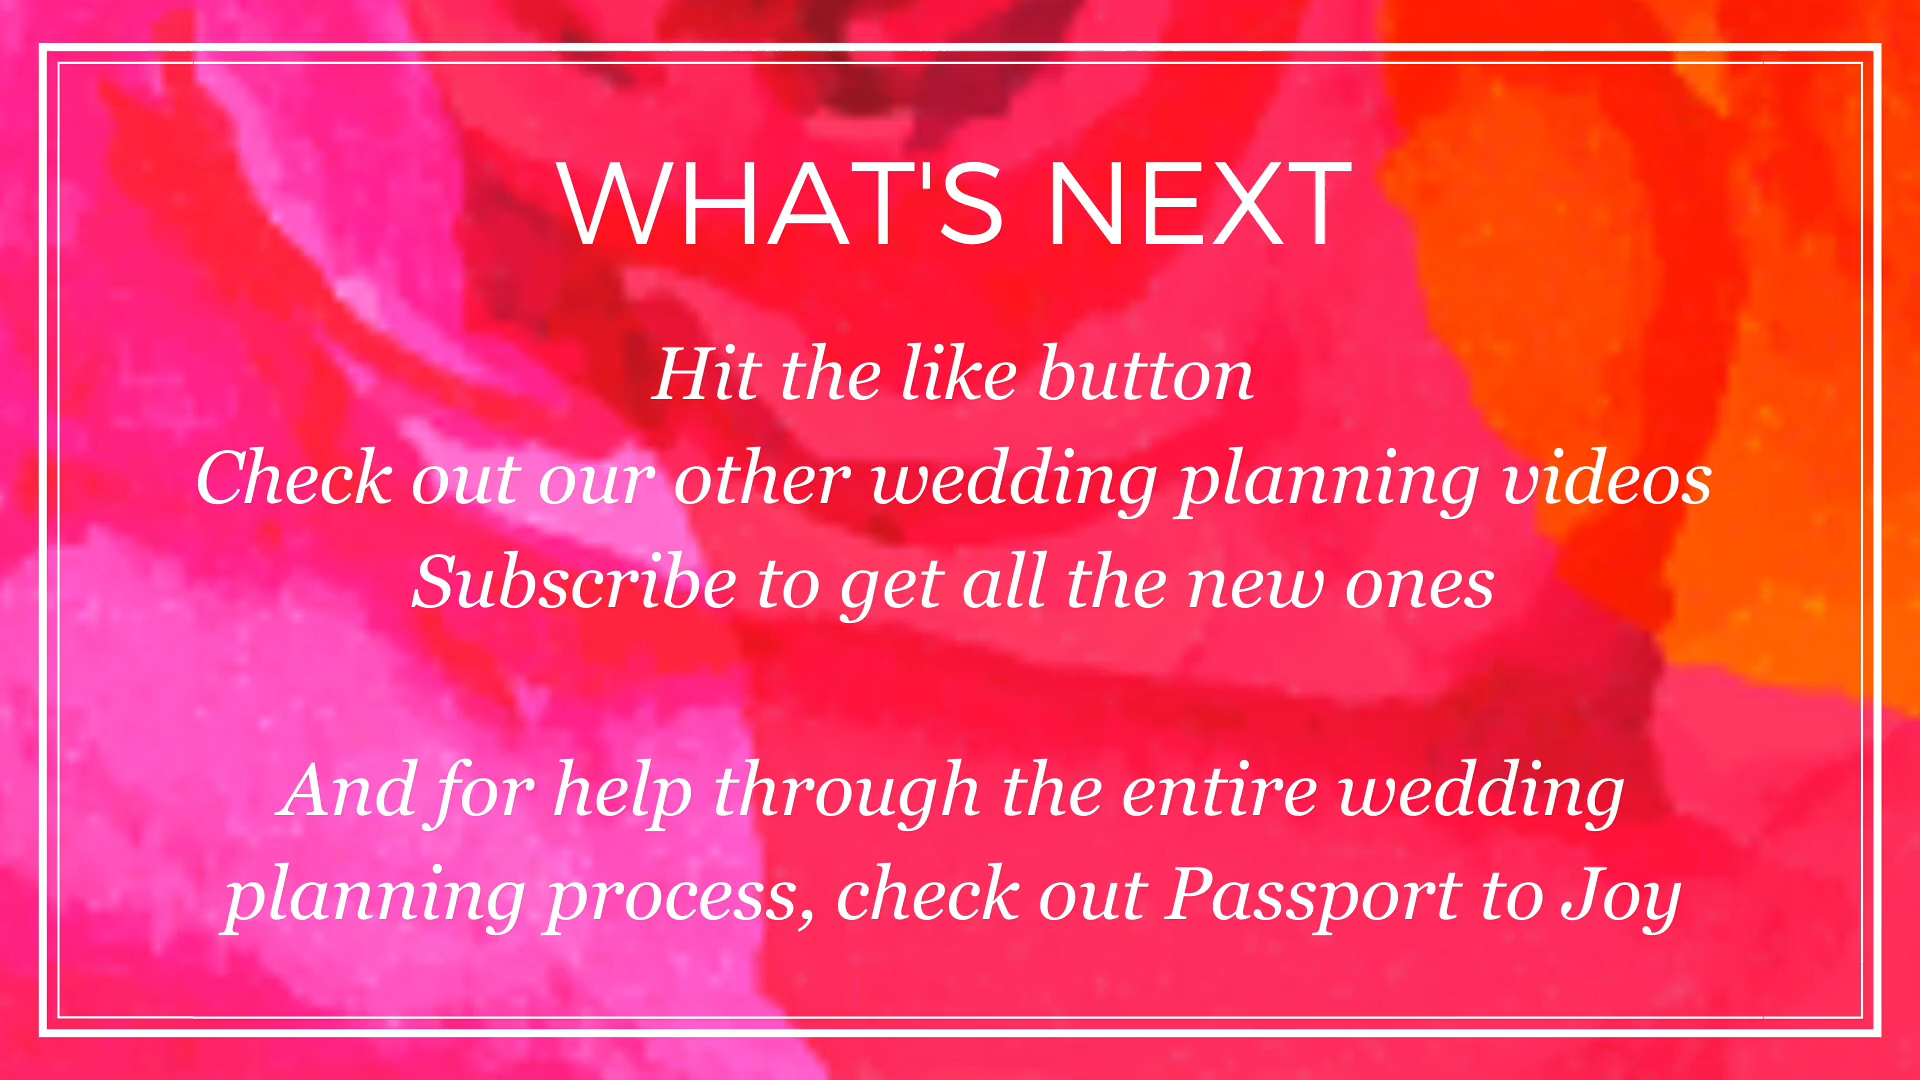 WHAT'S NEXT
Hit the like button
Check out our other wedding planning videos
Subscribe to get all the new ones
And for help through the entire wedding
planning process, check out Passport to Joy